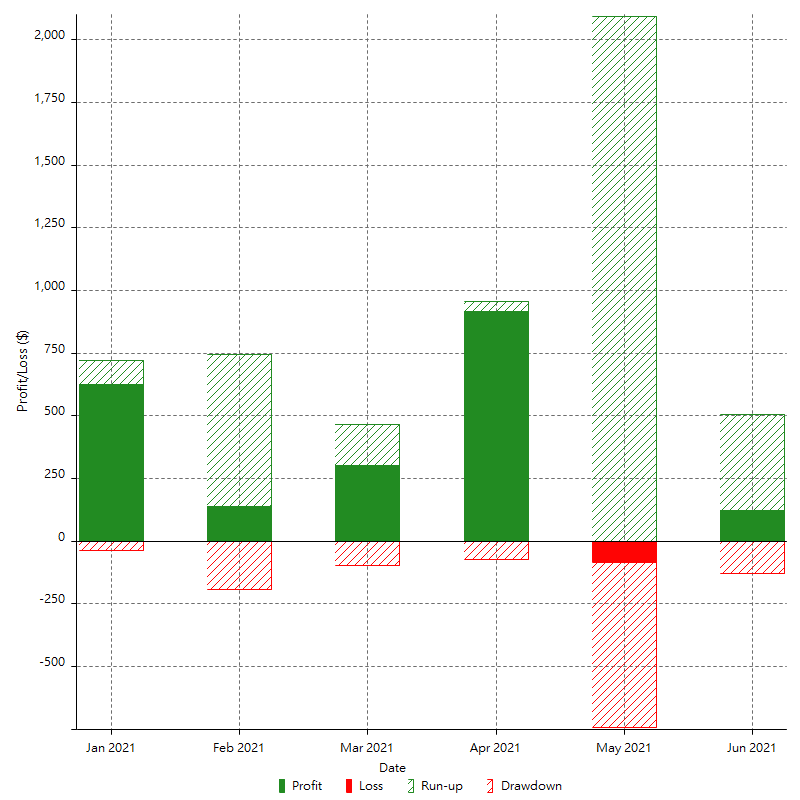 2,000
1,750
1,500
1,250
1,000
750
500
250
0
-250
-500
Profit/Loss ($)
Jan 2021 Feb 2021 Mar 2021 Apr 2021 May 2021 Jun 2021
Date
Profit Loss Run-up Drawdown